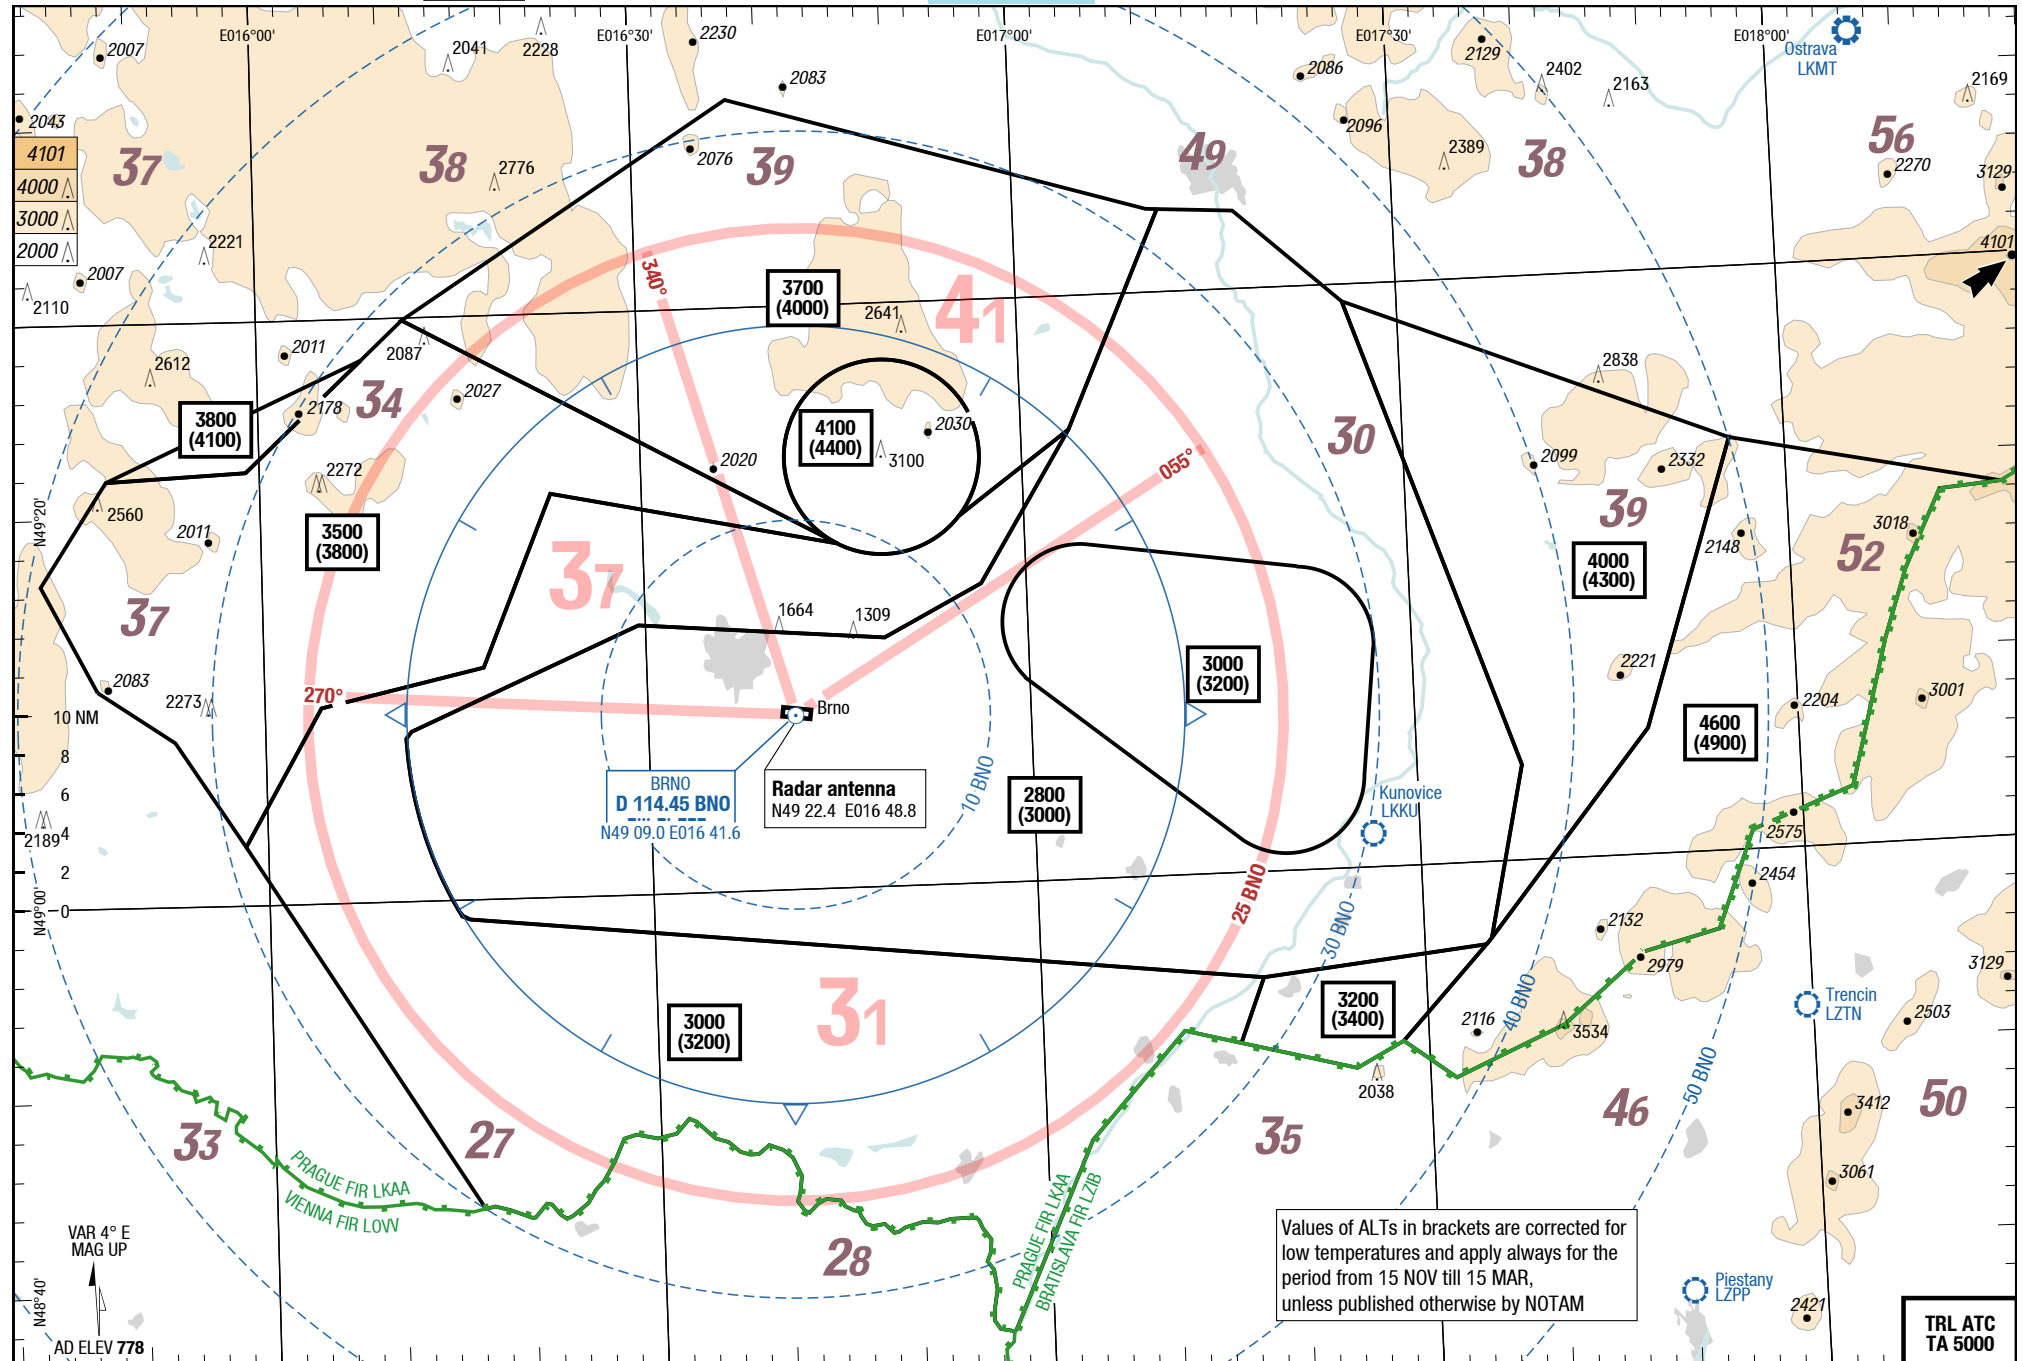 E016°00'
E016°30'
E017°00'
E017°30'
E018°00'
2007
2041
2228
2230
2083
2086
2129
2402
2163
Ostrava
LKMT
2169
2043
4101
4000
3000
2000
37
38
2776
2076
39
49
2096
2389
38
56
2270
3129
2221
2007
2110
340°
3700
(4000)
2641
41
4101
2612
2011
2087
2178
34
2027
3800
(4100)
4100
(4400)
2030
3100
2020
055°
30
2838
2099
2332
39
2272
2560
2011
N49°20'
3500
(3800)
37
3018
2148
52
4000
(4300)
37
1664
1309
2083
2273
270°
3000
(3200)
2221
2204
3001
4600
(4900)
10 NM
8
6
4
2
0
2189
N49°00'
Brno
BRNO
D 114.45 BNO
N49 09.0 E016 41.6
Radar antenna
N49 22.4 E016 48.8
10 BNO
2800
(3000)
Kunovice
LKKU
2575
2454
25 BNO
30 BNO
40 BNO
50 BNO
2132
2979
3129
Trencin
LZTN
2503
3000
(3200)
31
3200
(3400)
2116
3534
2038
3412
50
46
35
3061
33
27
28
PRAGUE FIR LKAA
VIENNA FIR LOVV
PRAGUE FIR LKAA
BRATISLAVA FIR LZIB
VAR 4° E
MAG UP
N48°40'
AD ELEV 778
Values of ALTs in brackets are corrected for
low temperatures and apply always for the
period from 15 NOV till 15 MAR,
unless published otherwise by NOTAM
Piestany
LZPP
2421
TRL ATC
TA 5000